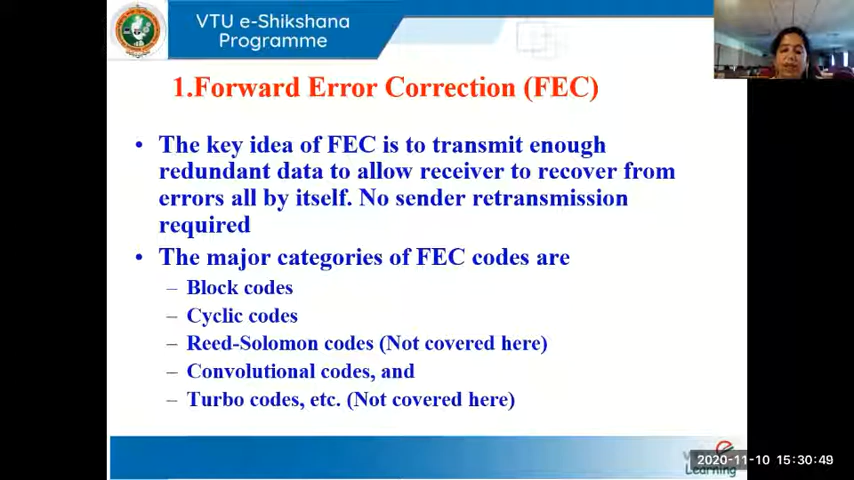 VTU e-Shikshana
Programme
1.Forward Error Correction (FEC)
• The key idea of FEC is to transmit enough
redundant data to allow receiver to recover from
errors all by itself. No sender retransmission
required
• The major categories of FEC codes are
– Block codes
– Cyclic codes
– Reed-Solomon codes (Not covered here)
– Convolutional codes, and
– Turbo codes, etc. (Not covered here)
2020-11-10 15:30:49
Learning